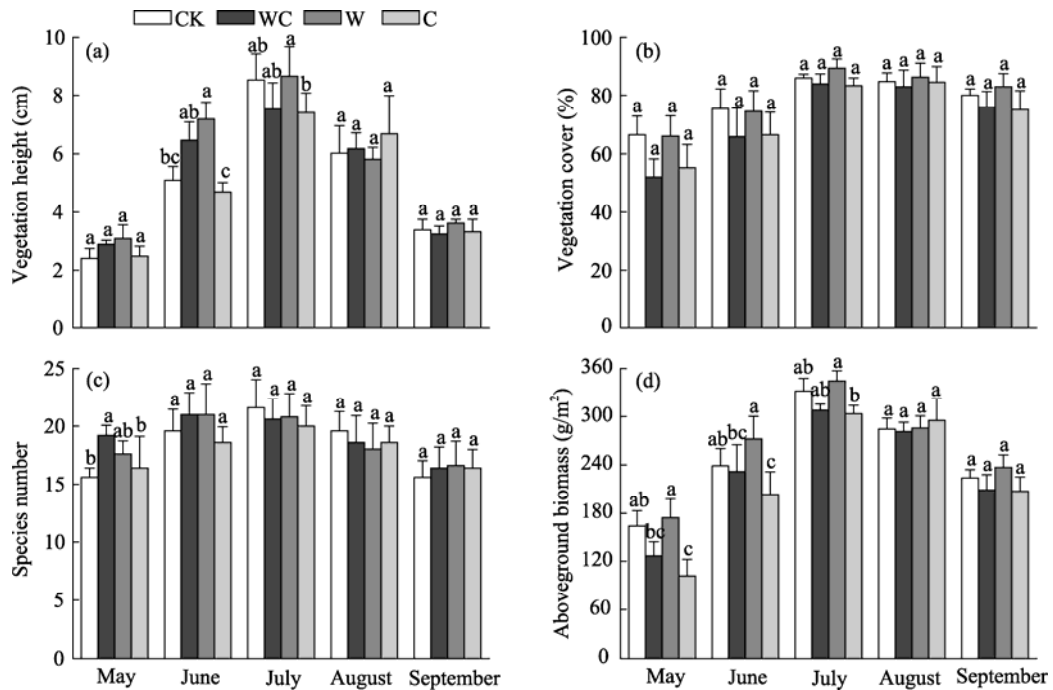 CK WC W C
(a)
Vegetation height (cm)
10
8
6
4
2
0
a a a a
bc ab a c
ab ab a b
a a a a
a a a a
(b)
Vegetation cover (%)
100
80
60
40
20
0
a a a a
a a a a
a a a a
a a a a
a a a a
(c)
Species number
25
20
15
10
5
0
b a ab b
a a a a
a a a a
a a a a
a a a a
May June July August September
(d)
Aboveground biomass (g/m²)
360
300
240
180
120
60
0
ab bc a c
ab bc a c
ab ab a b
a a a a
a a a a
May June July August September